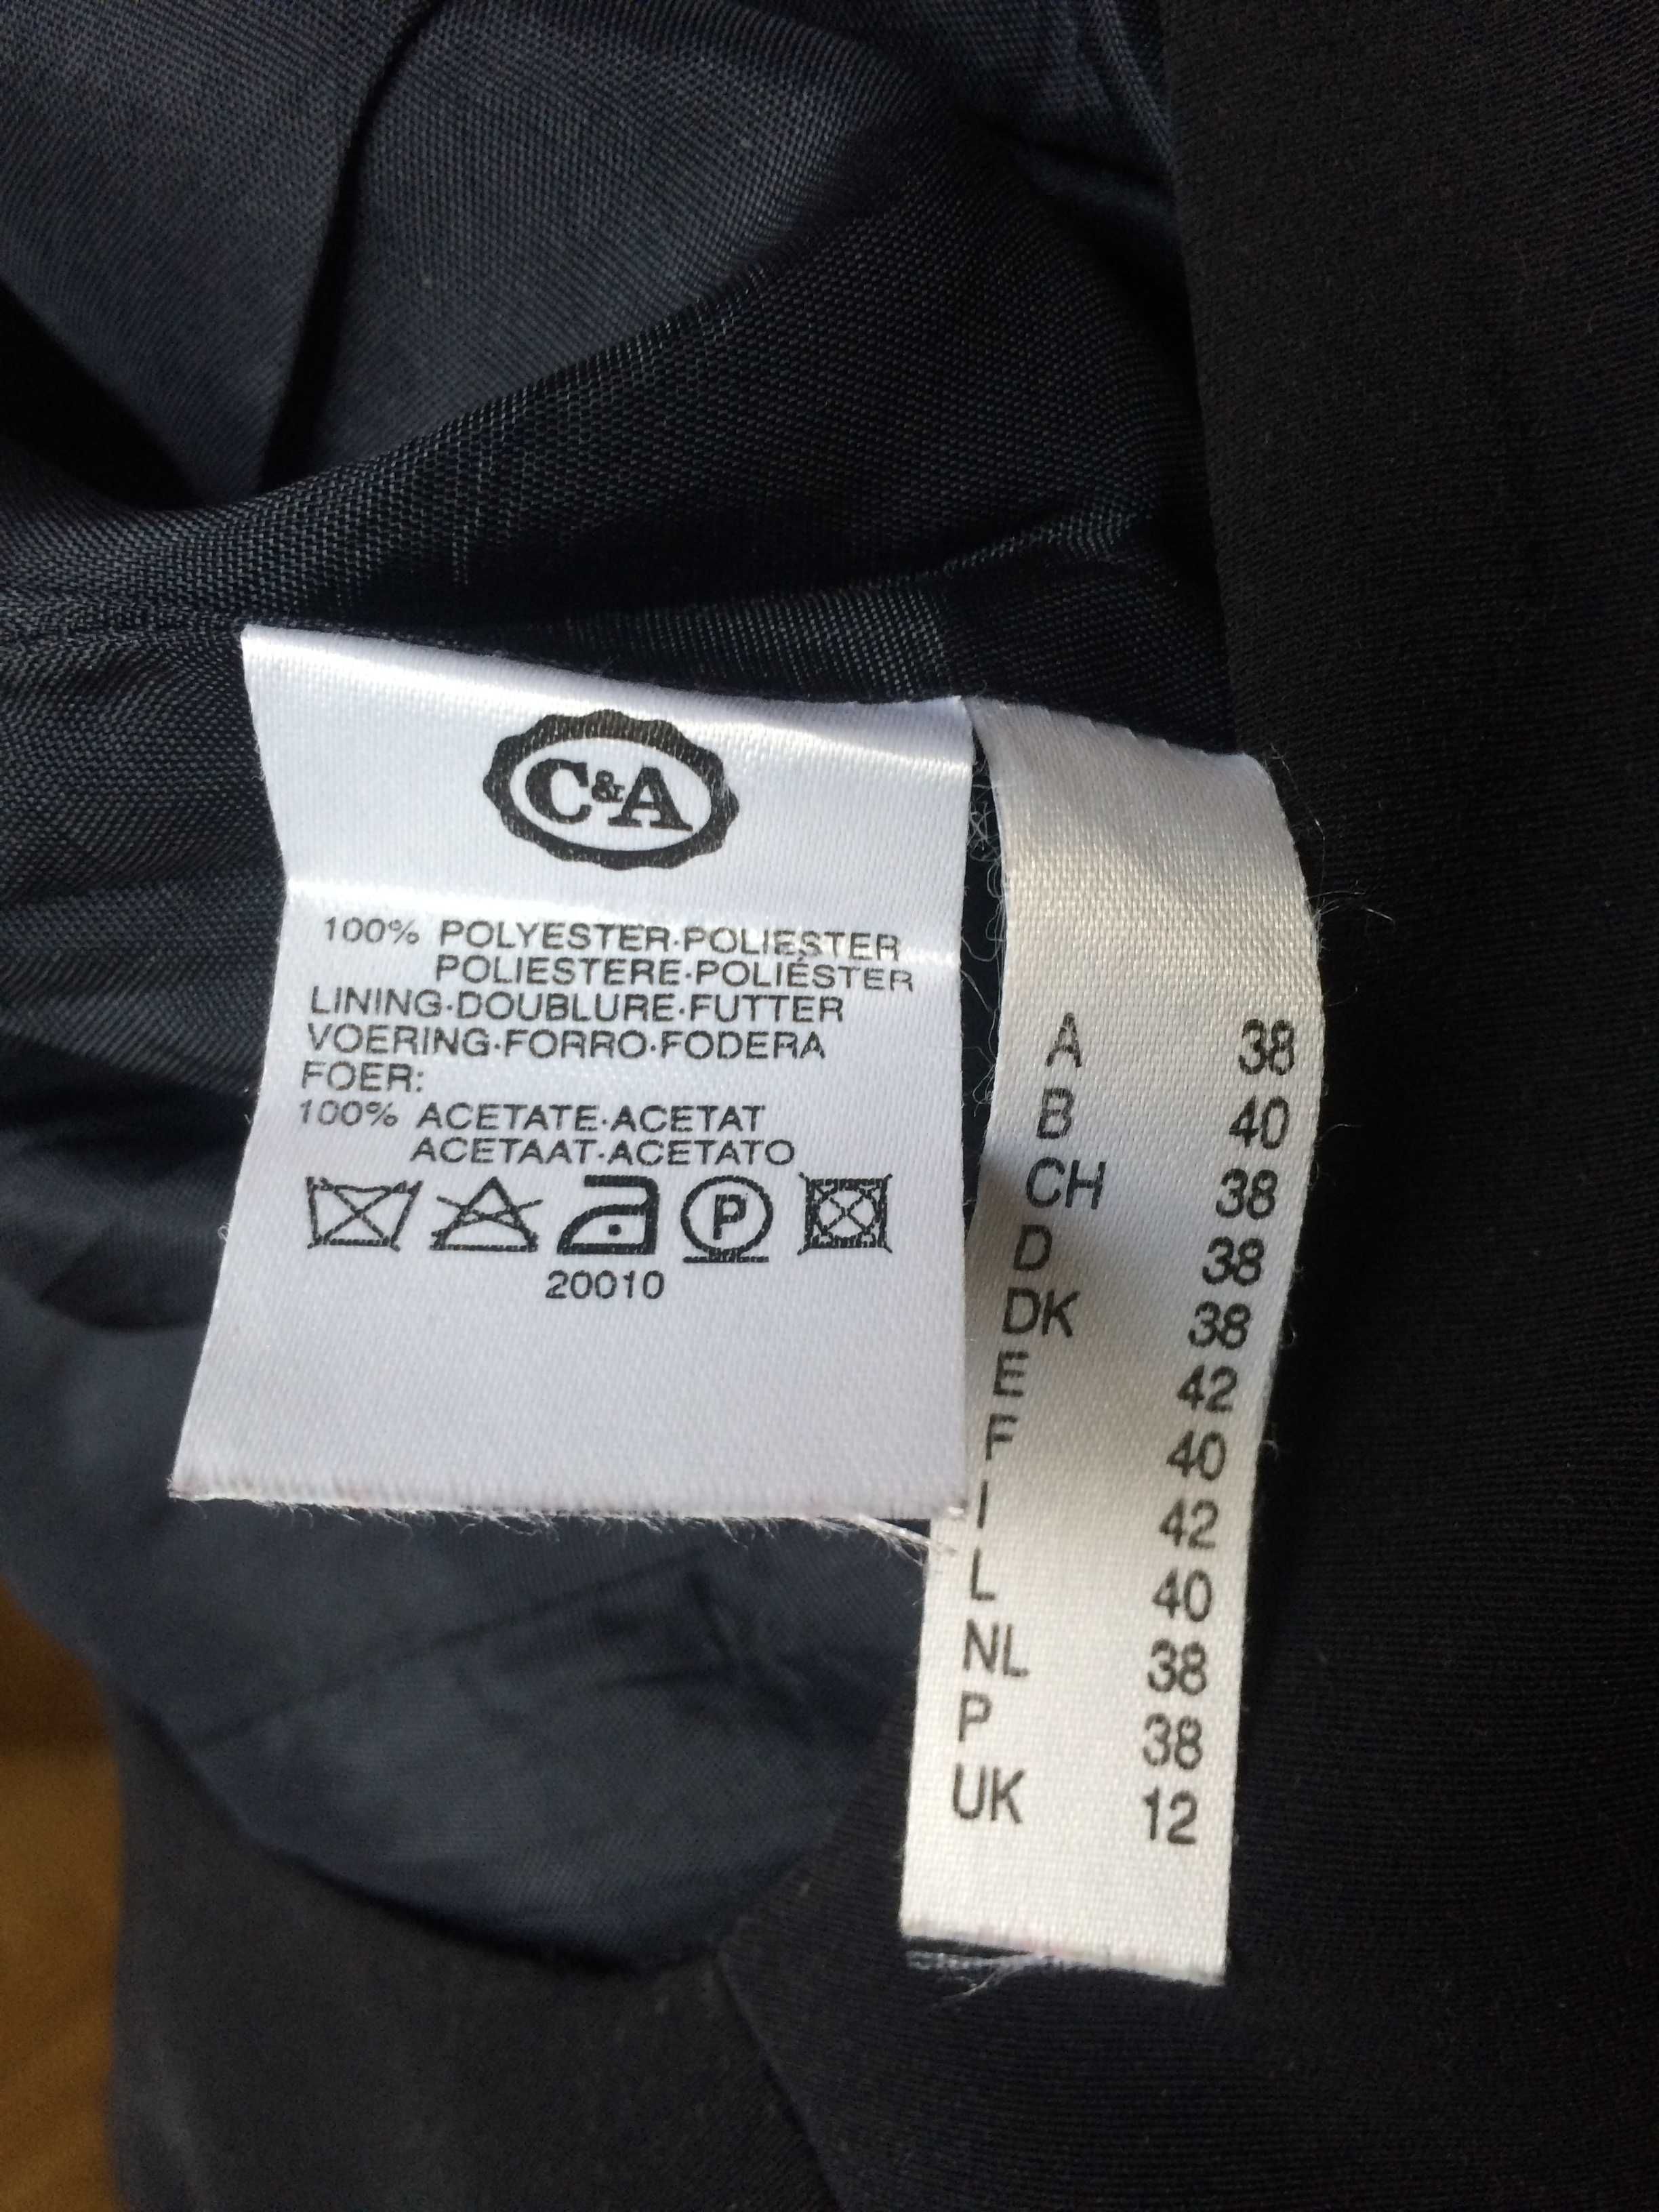 C&A
100% POLYESTER·POLIESTER
POLIESTERE·POLIÉSTER
LINING·DOUBLURE·FUTTER
VOERING·FORRO·FODERA
FOER:
100% ACETATE·ACETAT
ACETAAT·ACETATO
P
20010
A 38
B 40
CH 38
D 38
DK 38
E 42
F 40
I 42
L 40
NL 38
P 38
UK 12